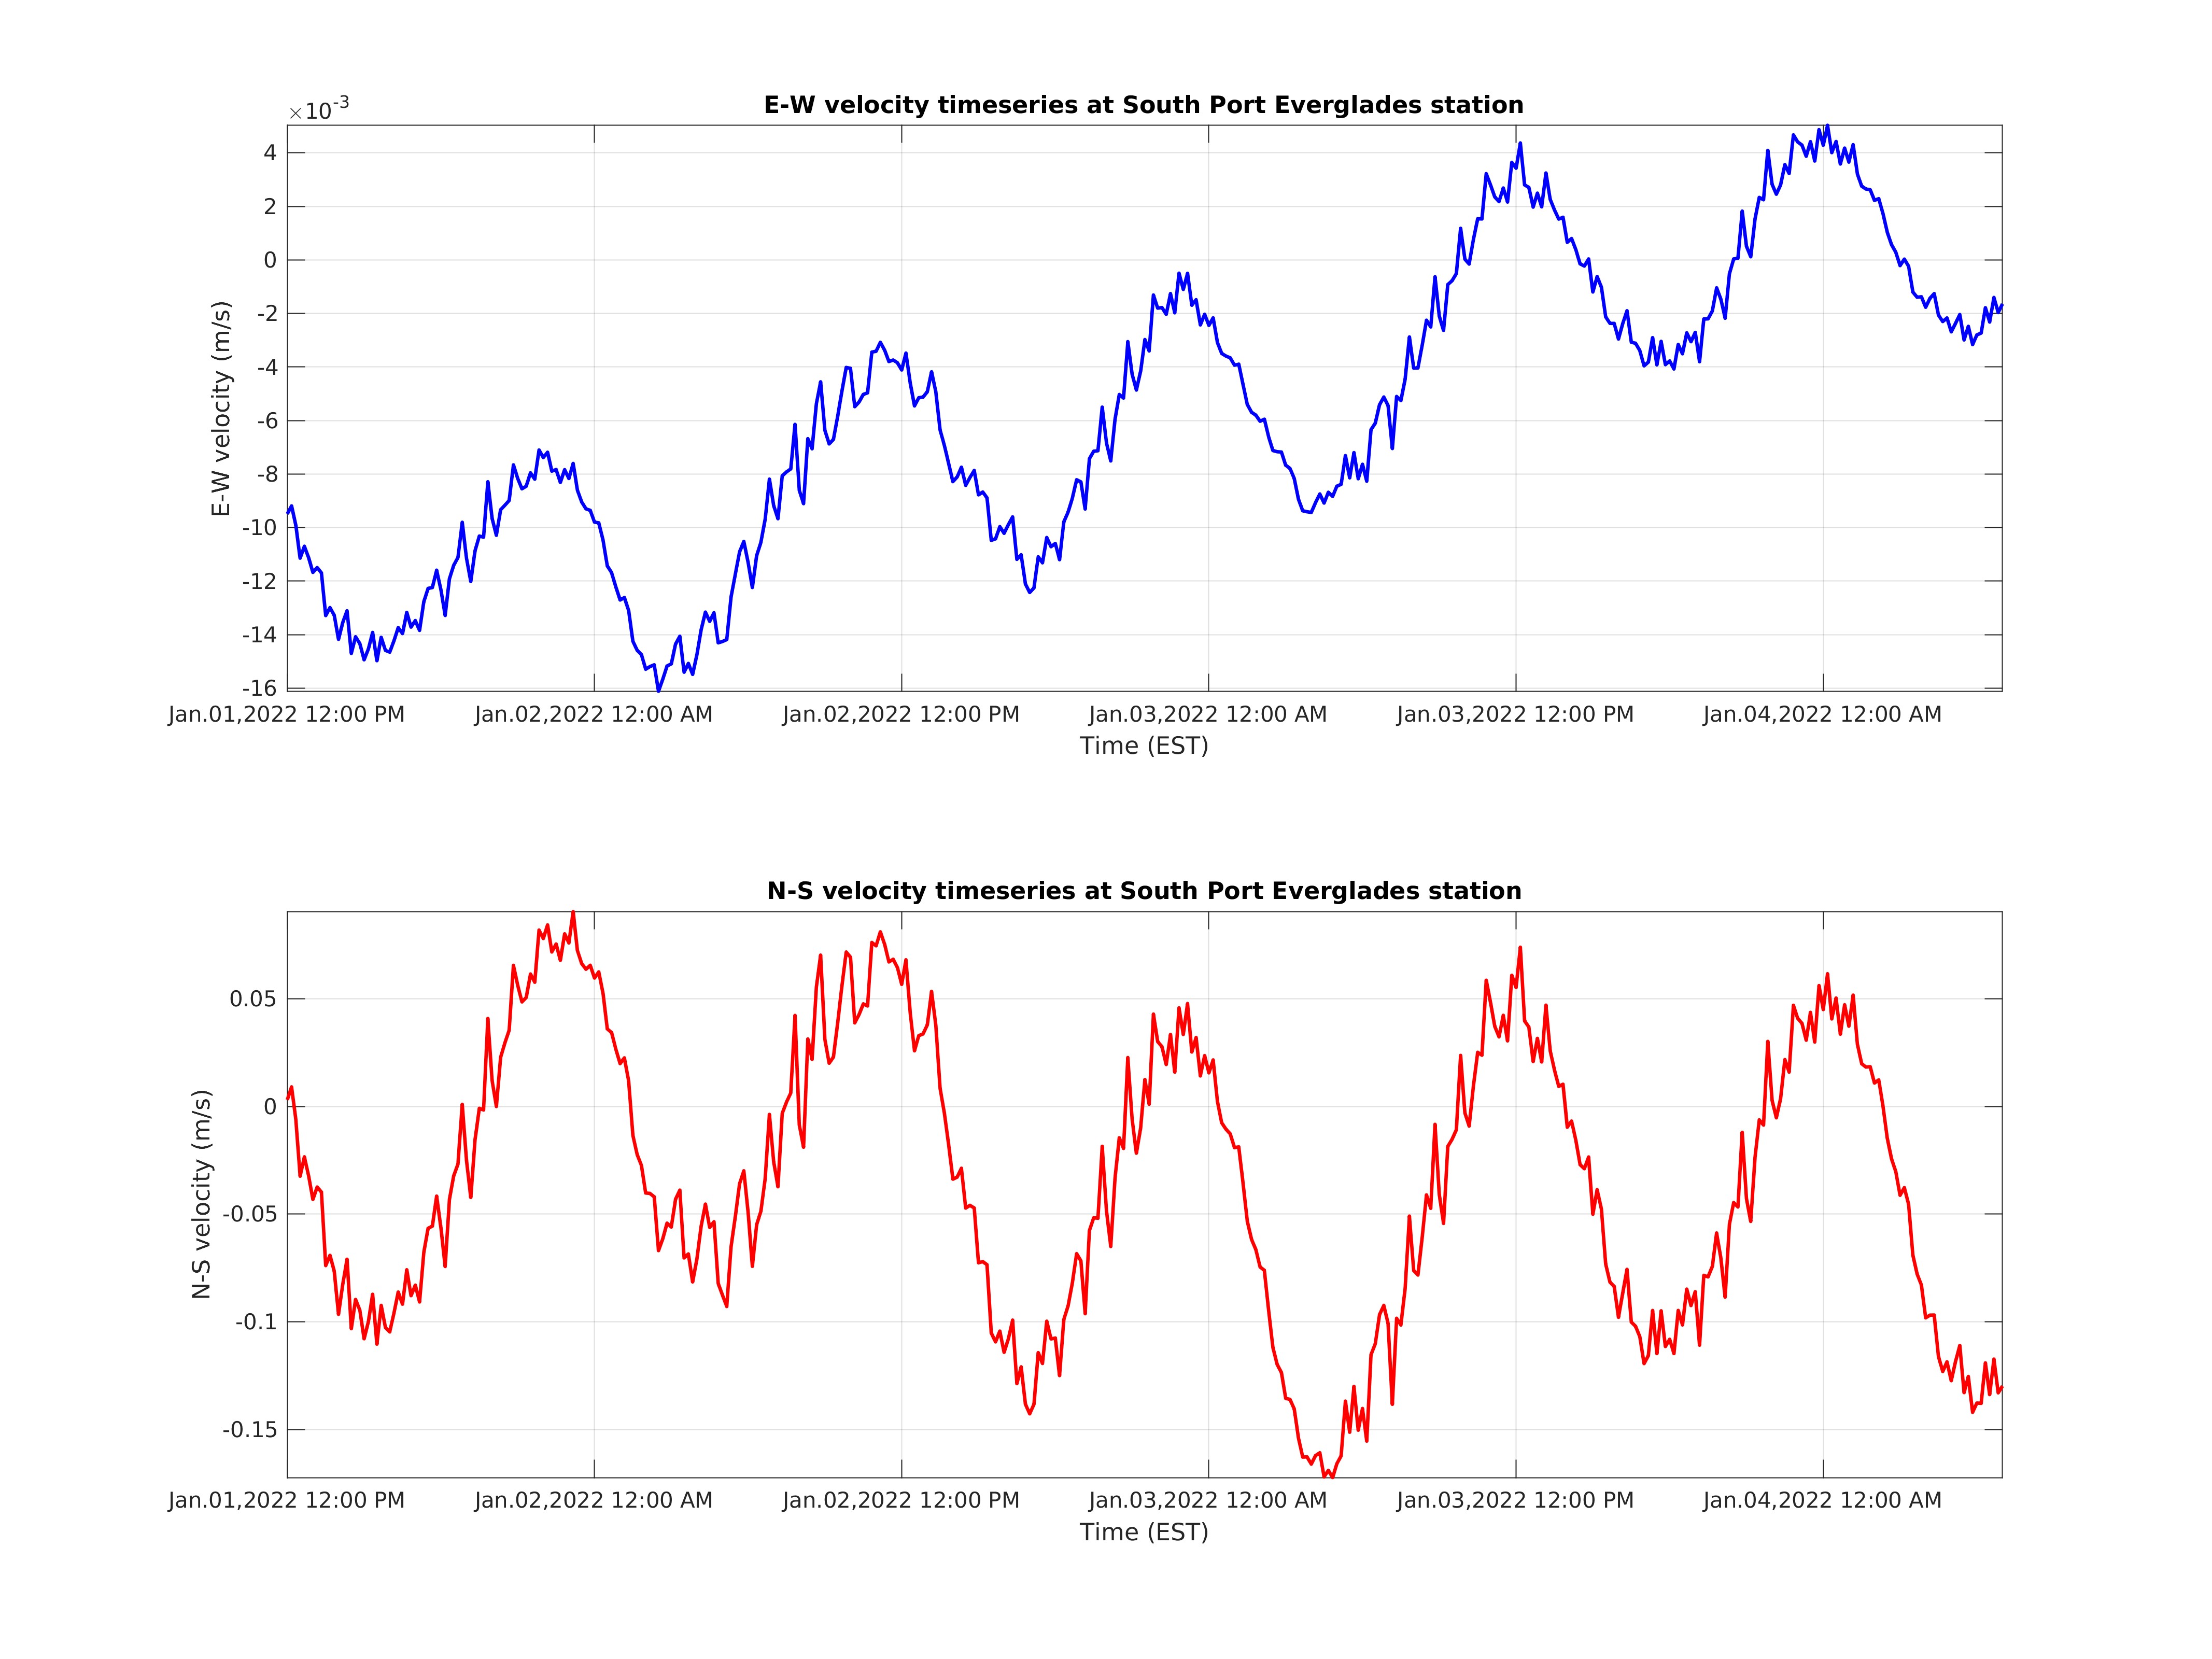 ×10-3
E-W velocity timeseries at South Port Everglades station
4
2
0
-2
-4
-6
-8
-10
-12
-14
-16
E-W velocity (m/s)
Jan.01,2022 12:00 PM Jan.02,2022 12:00 AM Jan.02,2022 12:00 PM Jan.03,2022 12:00 AM Jan.03,2022 12:00 PM Jan.04,2022 12:00 AM
Time (EST)
N-S velocity timeseries at South Port Everglades station
0.05
0
-0.05
-0.1
-0.15
N-S velocity (m/s)
Jan.01,2022 12:00 PM Jan.02,2022 12:00 AM Jan.02,2022 12:00 PM Jan.03,2022 12:00 AM Jan.03,2022 12:00 PM Jan.04,2022 12:00 AM
Time (EST)